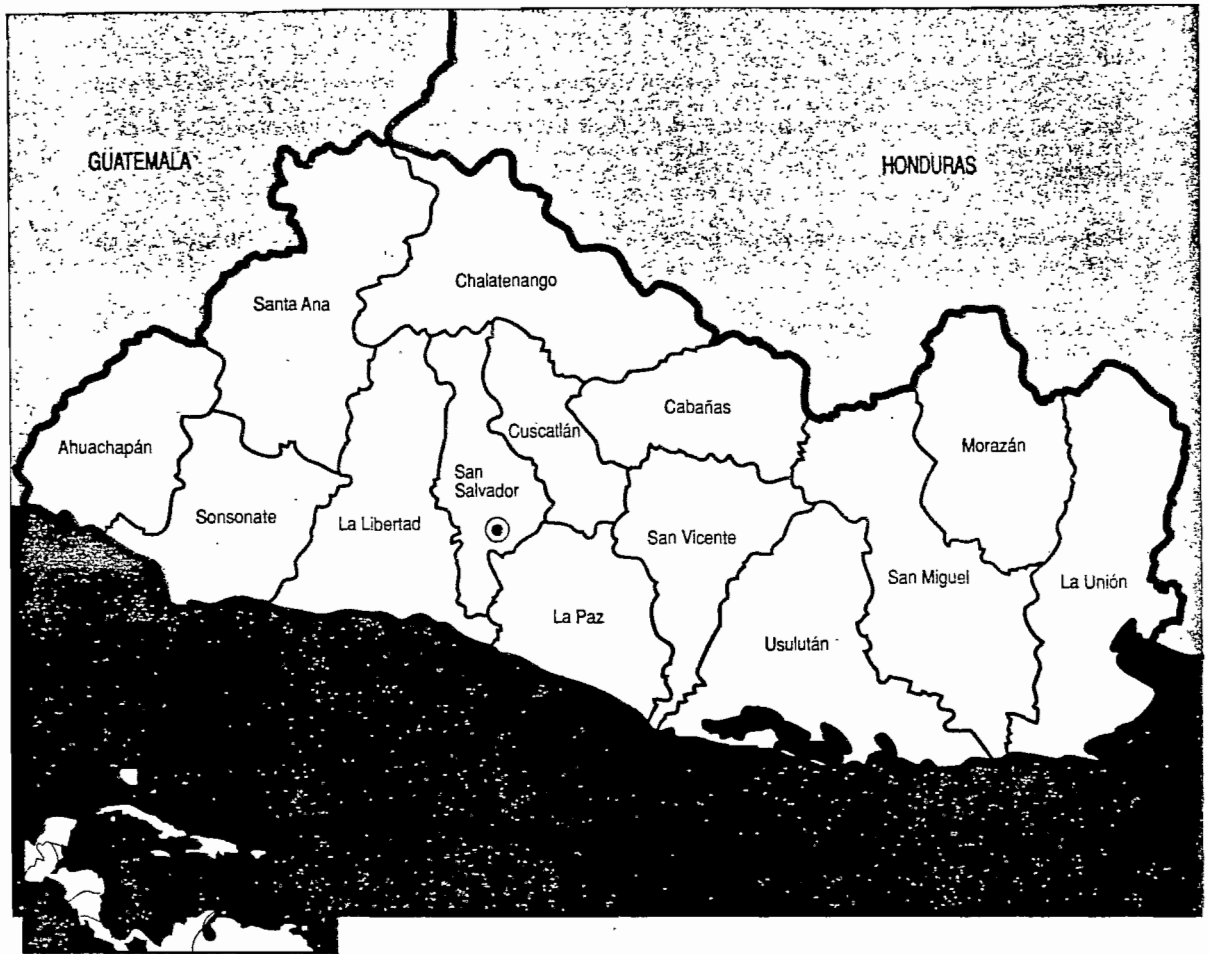 GUATEMALA
HONDURAS
Chalatenango
Santa Ana
Cabañas
Cuscatlán
Ahuachapán
Morazán
San
Salvador
Sonsonate
La Libertad
San Vicente
San Miguel
La Unión
La Paz
Usulután